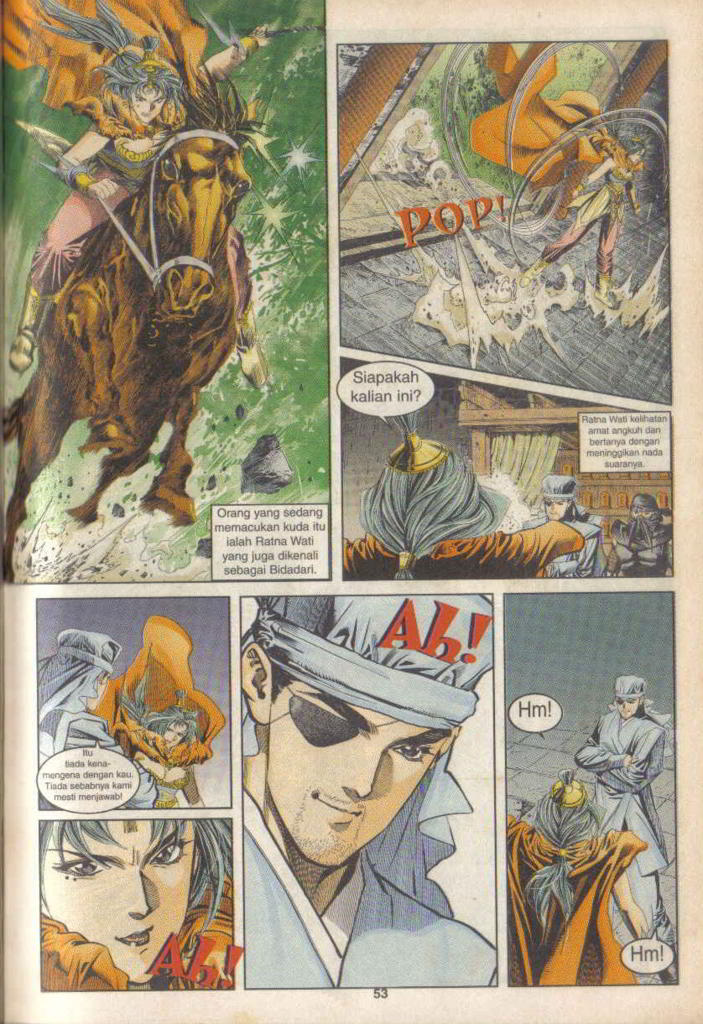 Orang yang sedang
memacukan kuda itu
ialah Ratna Wati
yang juga dikenali
sebagai Bidadari.
POP!
Siapakah
kalian ini?
Ratna Wati kelihatan
amat angkuh dan
bertanya dengan
meninggikan nada
suaranya.
Itu
tiada kena-
mengena dengan kau.
Tiada sebabnya kami
mesti menjawab!
Ah!
Ah!
Hm!
Hm!
53